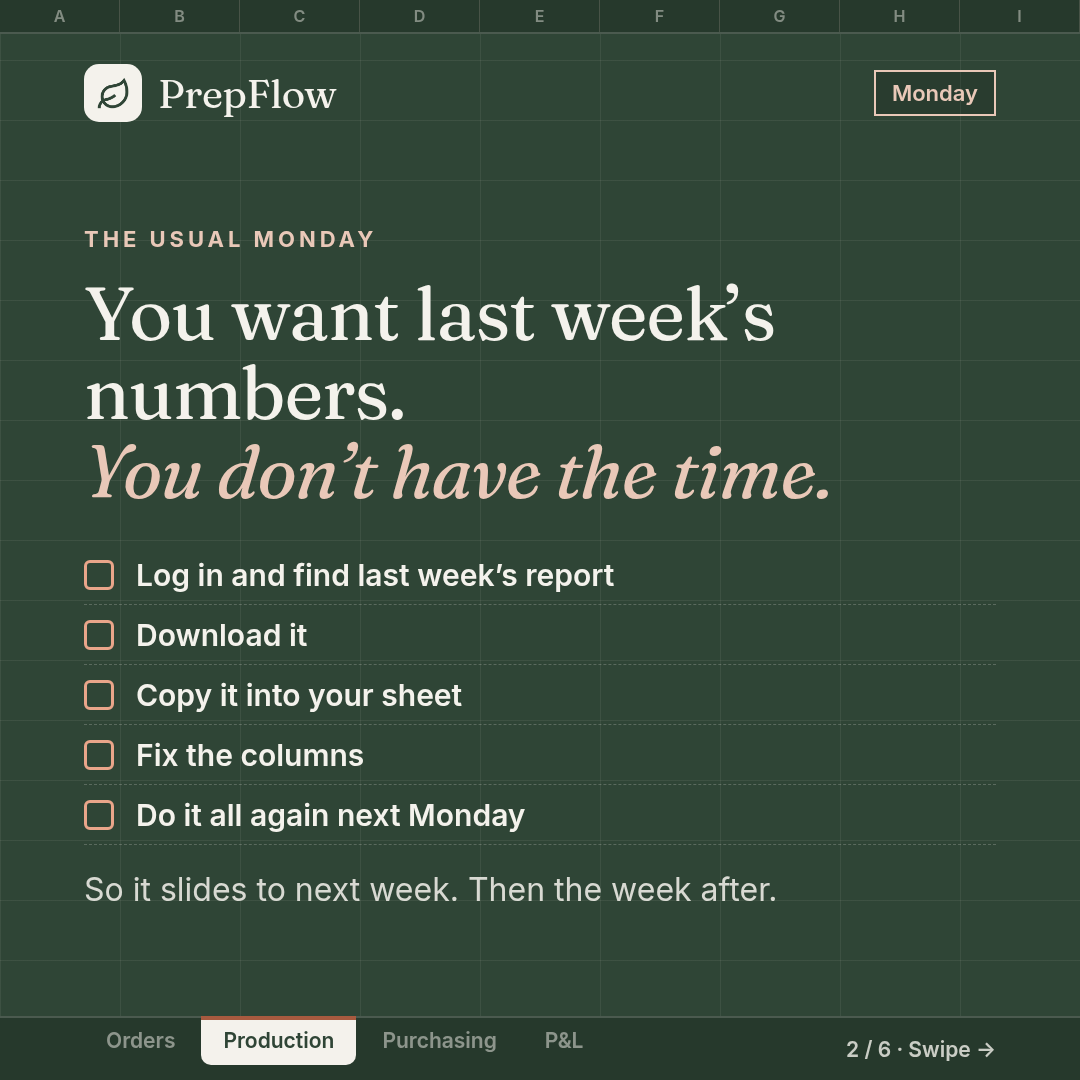 A B C D E F G H I
PrepFlow
Monday
THE USUAL MONDAY
You want last week’s
numbers.
You don’t have the time.
Log in and find last week’s report
Download it
Copy it into your sheet
Fix the columns
Do it all again next Monday
So it slides to next week. Then the week after.
Orders Production Purchasing P&L
2 / 6 · Swipe →